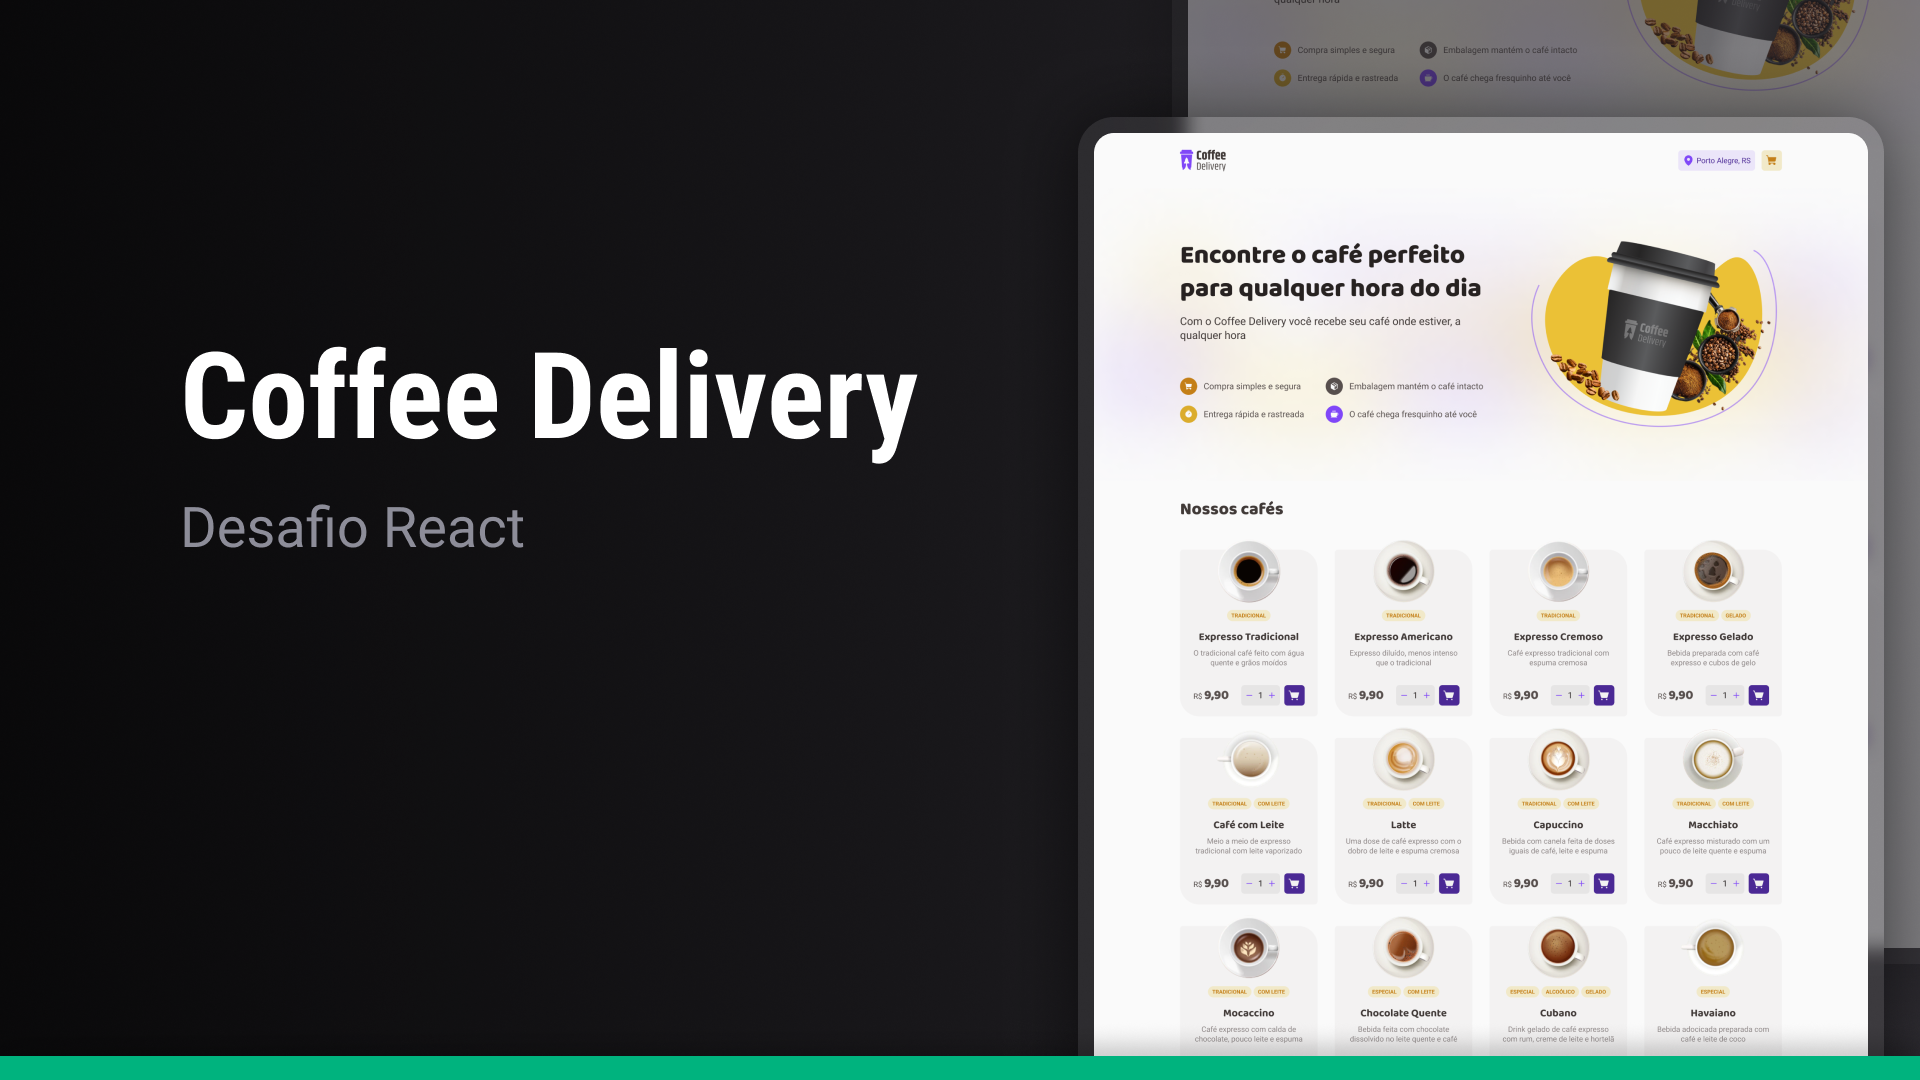 Coffee Delivery
Desafio React
qualquer hora
Compra simples e segura
Embalagem mantém o café intacto
Entrega rápida e rastreada
O café chega fresquinho até você
Coffee
Delivery
Porto Alegre, RS
Encontre o café perfeito
para qualquer hora do dia
Com o Coffee Delivery você recebe seu café onde estiver, a
qualquer hora
Coffee
Delivery
Compra simples e segura
Embalagem mantém o café intacto
Entrega rápida e rastreada
O café chega fresquinho até você
Nossos cafés
TRADICIONAL
Expresso Tradicional
O tradicional café feito com água
quente e grãos moídos
R$ 9,90 − 1 +
TRADICIONAL
Expresso Americano
Expresso diluído, menos intenso
que o tradicional
R$ 9,90 − 1 +
TRADICIONAL
Expresso Cremoso
Café expresso tradicional com
espuma cremosa
R$ 9,90 − 1 +
TRADICIONAL GELADO
Expresso Gelado
Bebida preparada com café
expresso e cubos de gelo
R$ 9,90 − 1 +
TRADICIONAL COM LEITE
Café com Leite
Meio a meio de expresso
tradicional com leite vaporizado
R$ 9,90 − 1 +
TRADICIONAL COM LEITE
Latte
Uma dose de café expresso com o
dobro de leite e espuma cremosa
R$ 9,90 − 1 +
TRADICIONAL COM LEITE
Capuccino
Bebida com canela feita de doses
iguais de café, leite e espuma
R$ 9,90 − 1 +
TRADICIONAL COM LEITE
Macchiato
Café expresso misturado com um
pouco de leite quente e espuma
R$ 9,90 − 1 +
TRADICIONAL COM LEITE
Mocaccino
Café expresso com calda de
chocolate, pouco leite e espuma
ESPECIAL COM LEITE
Chocolate Quente
Bebida feita com chocolate
dissolvido no leite quente e café
ESPECIAL ALCOÓLICO GELADO
Cubano
Drink gelado de café expresso
com rum, creme de leite e hortelã
ESPECIAL
Havaiano
Bebida adocicada preparada com
café e leite de coco